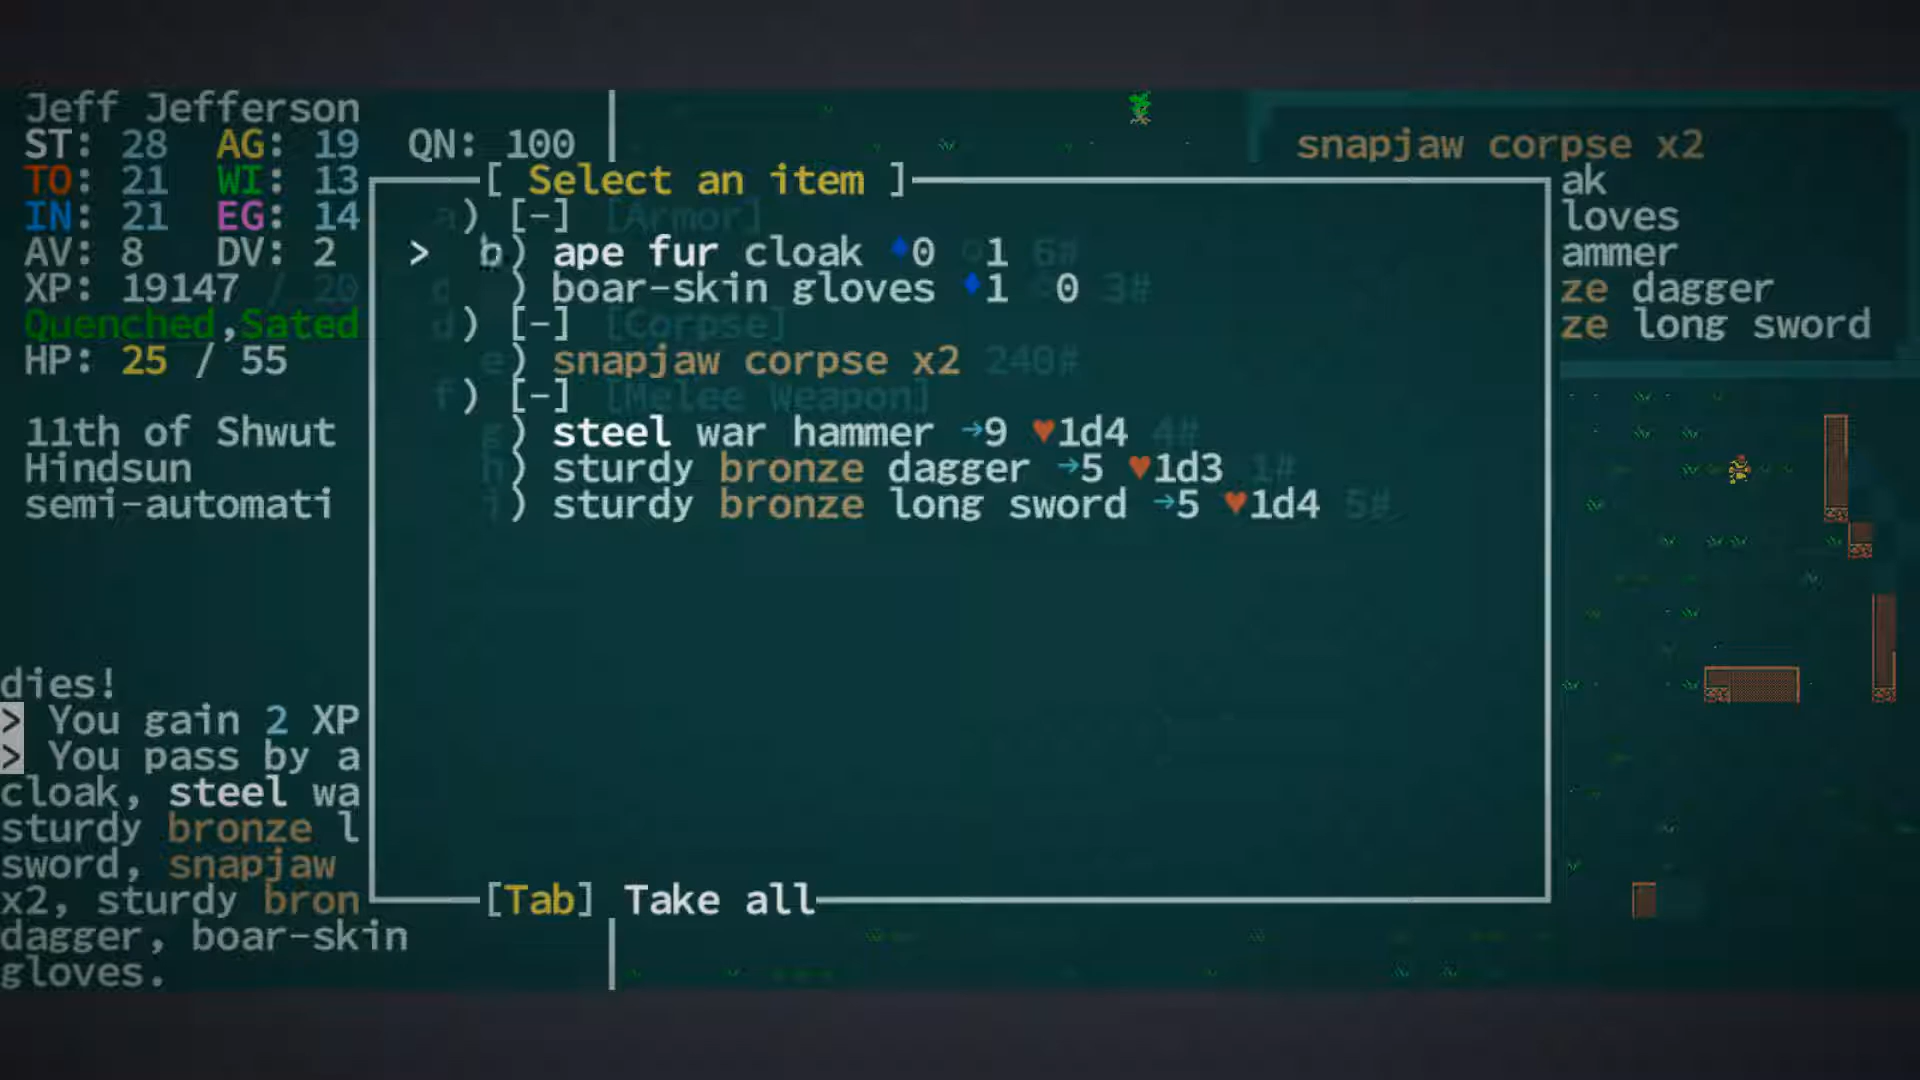 Jeff Jefferson
ST: 28 AG: 19 QN: 100
TO: 21 WI: 13
IN: 21 EG: 14
AV: 8 DV: 2
XP: 19147 / 20
Quenched,Sated
HP: 25 / 55
11th of Shwut
Hindsun
semi-automati
dies!
> You gain 2 XP
> You pass by a
cloak, steel wa
sturdy bronze l
sword, snapjaw
x2, sturdy bron
dagger, boar-skin
gloves.
[ Select an item ]
a) [-] [Armor]
> b) ape fur cloak ♦0 ○1 6#
c) boar-skin gloves ♦1 ○0 3#
d) [-] [Corpse]
e) snapjaw corpse x2 240#
f) [-] [Melee Weapon]
g) steel war hammer →9 ♥1d4 4#
h) sturdy bronze dagger →5 ♥1d3 1#
i) sturdy bronze long sword →5 ♥1d4 5#
[Tab] Take all
snapjaw corpse x2
ak
loves
ammer
ze dagger
ze long sword